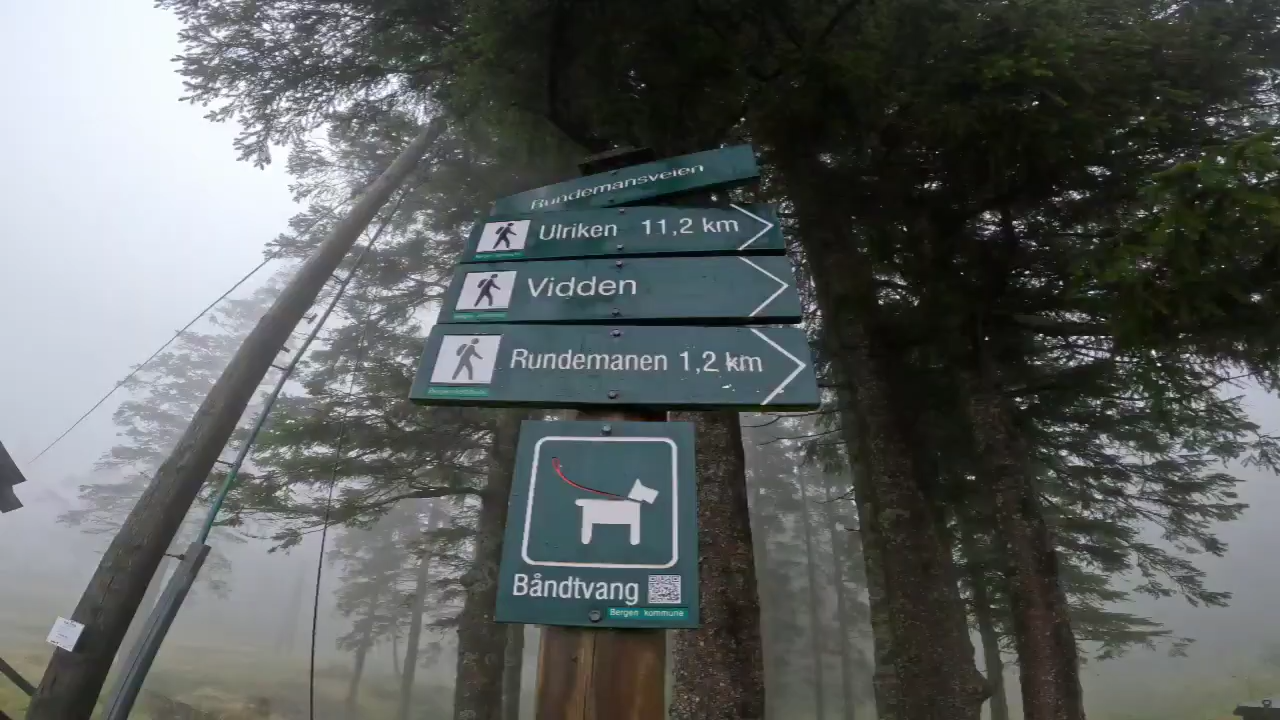 Rundemansveien
Ulriken 11,2 km
Vidden
Rundemanen 1,2 km
Båndtvang
Bergen kommune